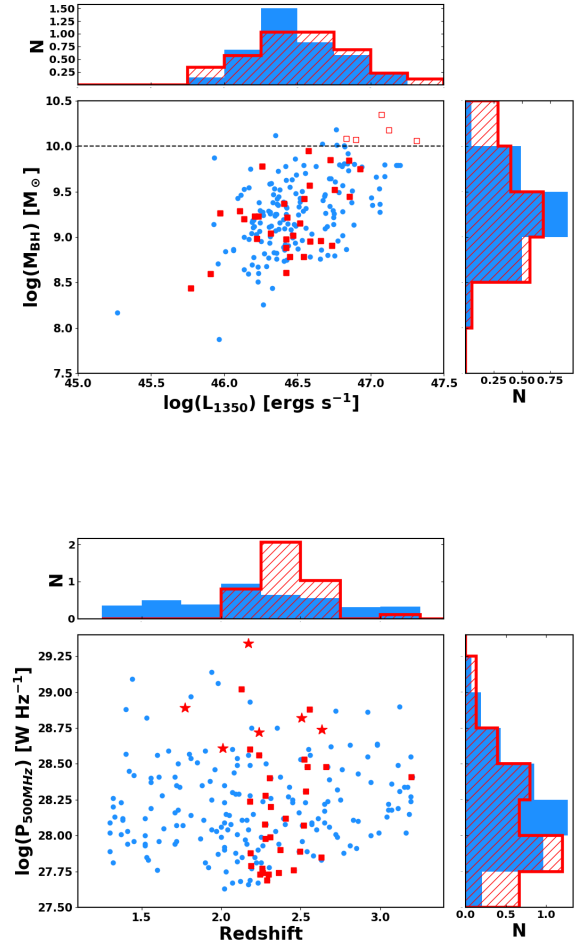 1.50
1.25
1.00
0.75
0.50
0.25
N
10.5
10.0
9.5
9.0
8.5
8.0
7.5
log(M_BH) [M_⊙]
45.0 45.5 46.0 46.5 47.0 47.5
log(L_1350) [ergs s⁻¹]
0.25 0.50 0.75
N
2
1
0
N
29.25
29.00
28.75
28.50
28.25
28.00
27.75
27.50
log(P_500MHz) [W Hz⁻¹]
1.5 2.0 2.5 3.0
Redshift
0.0 0.5 1.0
N